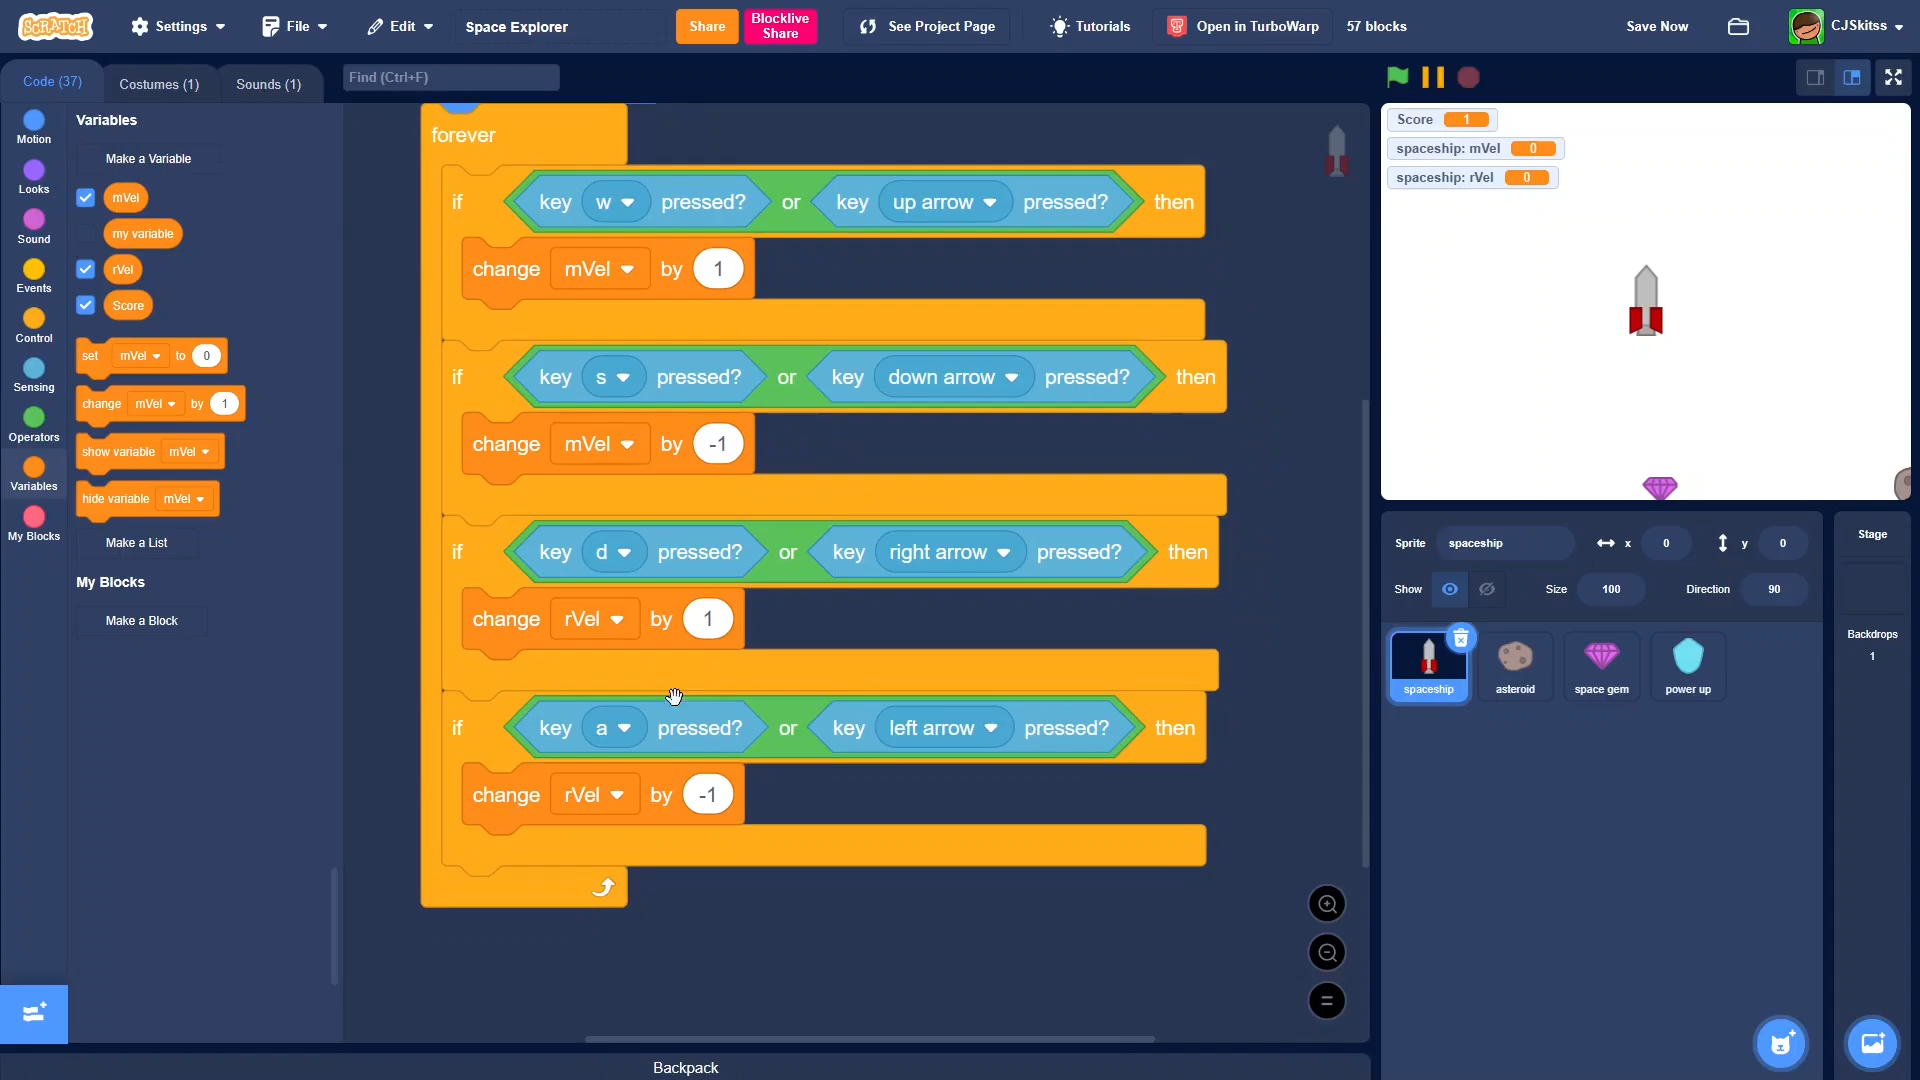 SCRATCH Settings File Edit Space Explorer Share Blocklive Share See Project Page Tutorials Open in TurboWarp 57 blocks Save Now CJSkitss
Code (37) Costumes (1) Sounds (1) Find (Ctrl+F)
Motion
Looks
Sound
Events
Control
Sensing
Operators
Variables
My Blocks
Variables
Make a Variable
mVel
my variable
rVel
Score
set mVel to 0
change mVel by 1
show variable mVel
hide variable mVel
Make a List
My Blocks
Make a Block
forever
if key w pressed? or key up arrow pressed? then
change mVel by 1
if key s pressed? or key down arrow pressed? then
change mVel by -1
if key d pressed? or key right arrow pressed? then
change rVel by 1
if key a pressed? or key left arrow pressed? then
change rVel by -1
Backpack
Score 1
spaceship: mVel 0
spaceship: rVel 0
Sprite spaceship x 0 y 0
Show Size 100 Direction 90
spaceship asteroid space gem power up
Stage
Backdrops
1